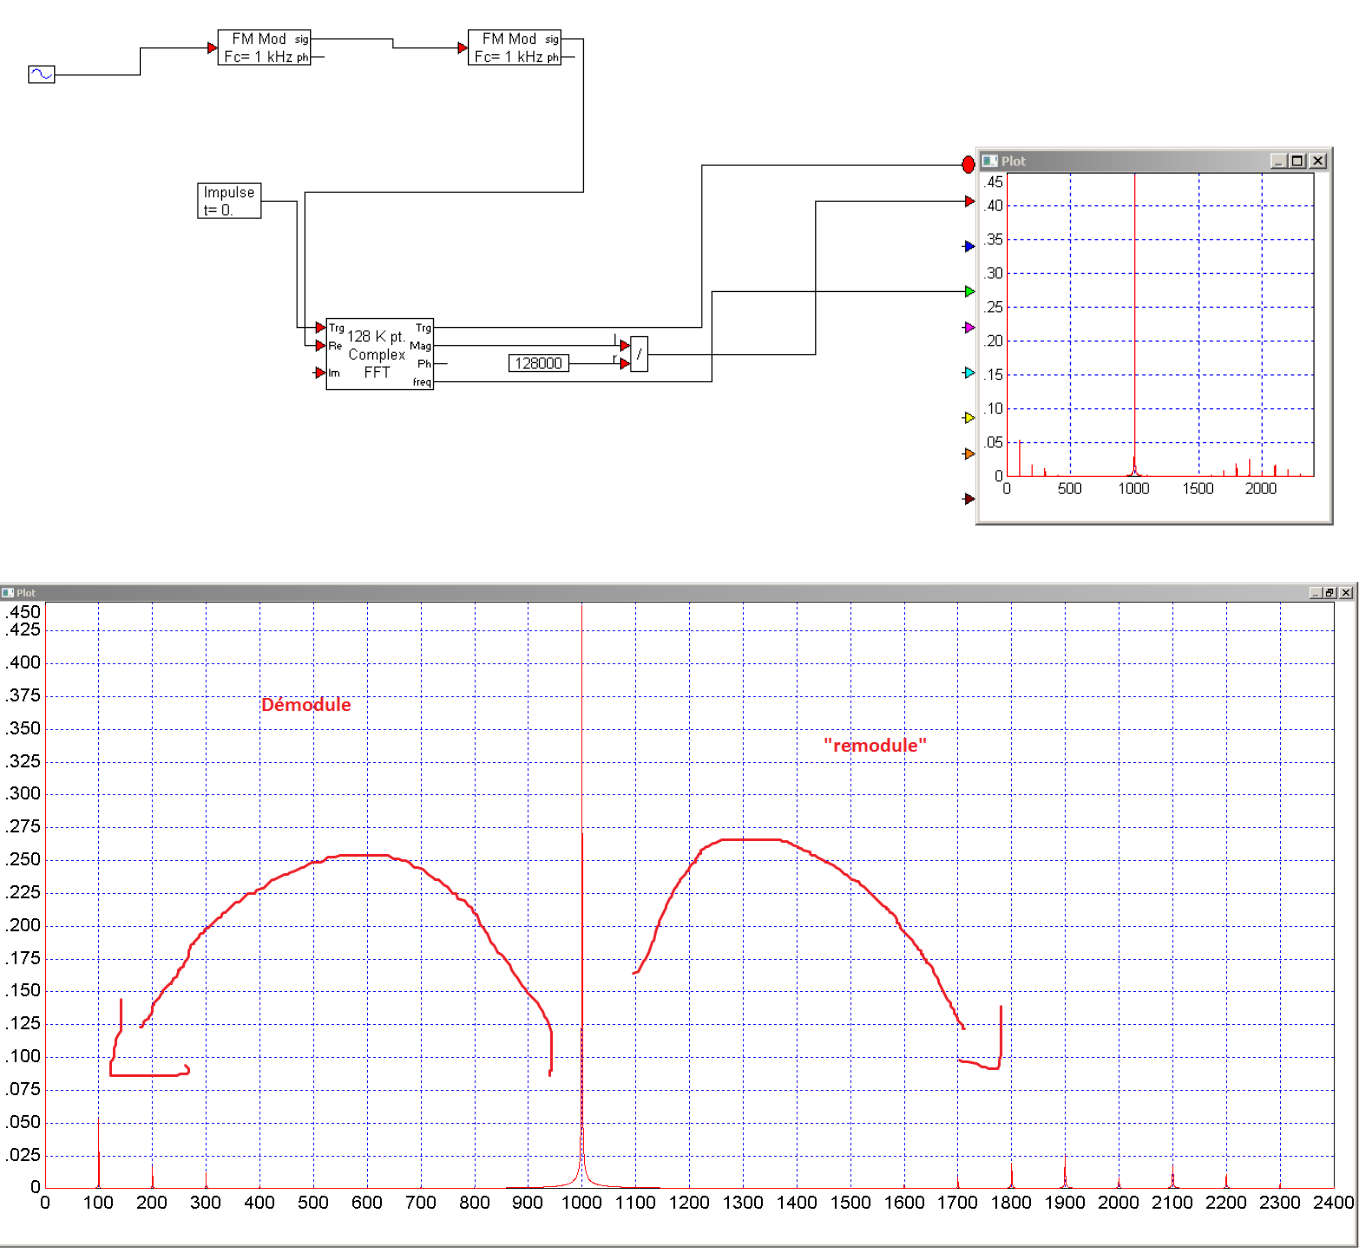 FM Mod sig
Fc= 1 kHz ph
FM Mod sig
Fc= 1 kHz ph
Impulse
t= 0.
Trg 128 K pt. Trg
Re Complex Mag
Im FFT Ph
freq
128000
l
r
/
Plot
.45
.40
.35
.30
.25
.20
.15
.10
.05
0
0 500 1000 1500 2000
Plot
.450
.425
.400
.375
.350
.325
.300
.275
.250
.225
.200
.175
.150
.125
.100
.075
.050
.025
0
Démodule
"remodule"
0 100 200 300 400 500 600 700 800 900 1000 1100 1200 1300 1400 1500 1600 1700 1800 1900 2000 2100 2200 2300 2400